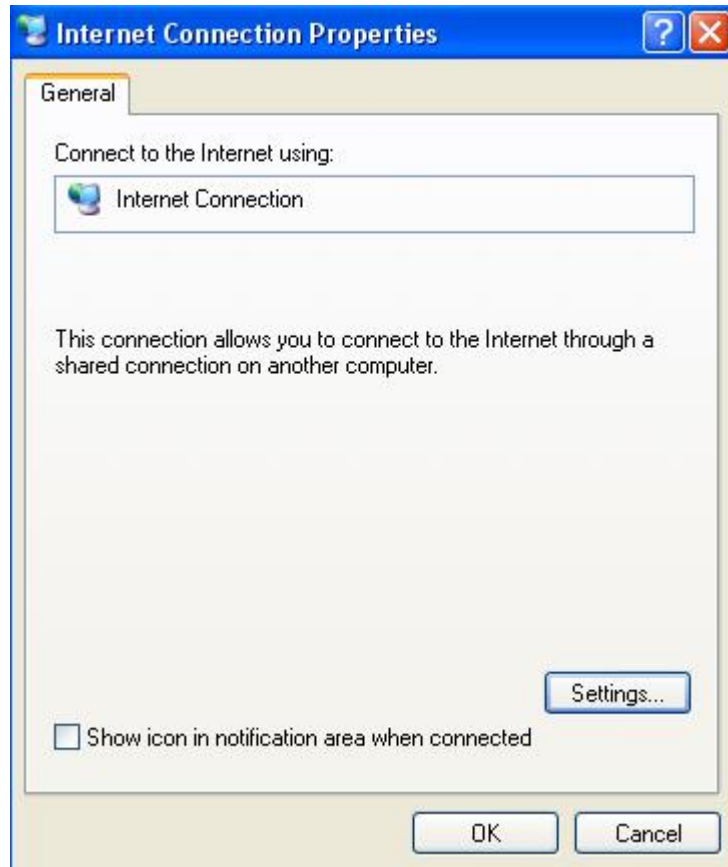 Internet Connection Properties
General
Connect to the Internet using:
Internet Connection
This connection allows you to connect to the Internet through a
shared connection on another computer.
Settings...
Show icon in notification area when connected
OK
Cancel